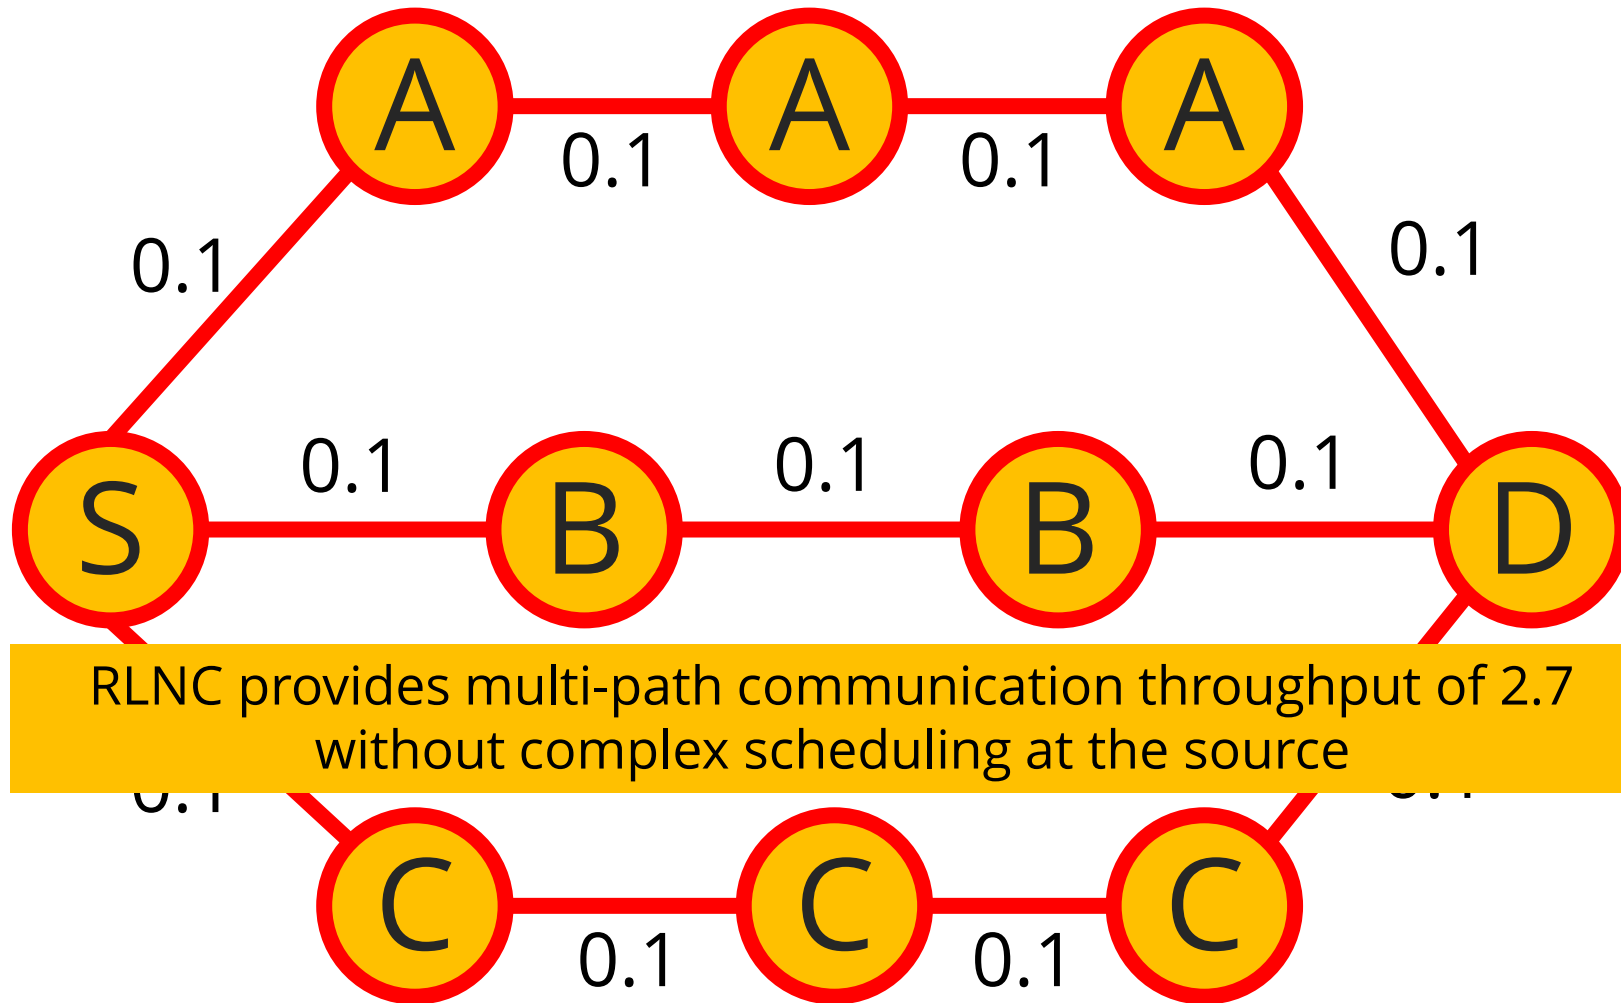 A A A
0.1 0.1
0.1 0.1
0.1 0.1 0.1
S B B D
RLNC provides multi-path communication throughput of 2.7
without complex scheduling at the source
C C C
0.1 0.1